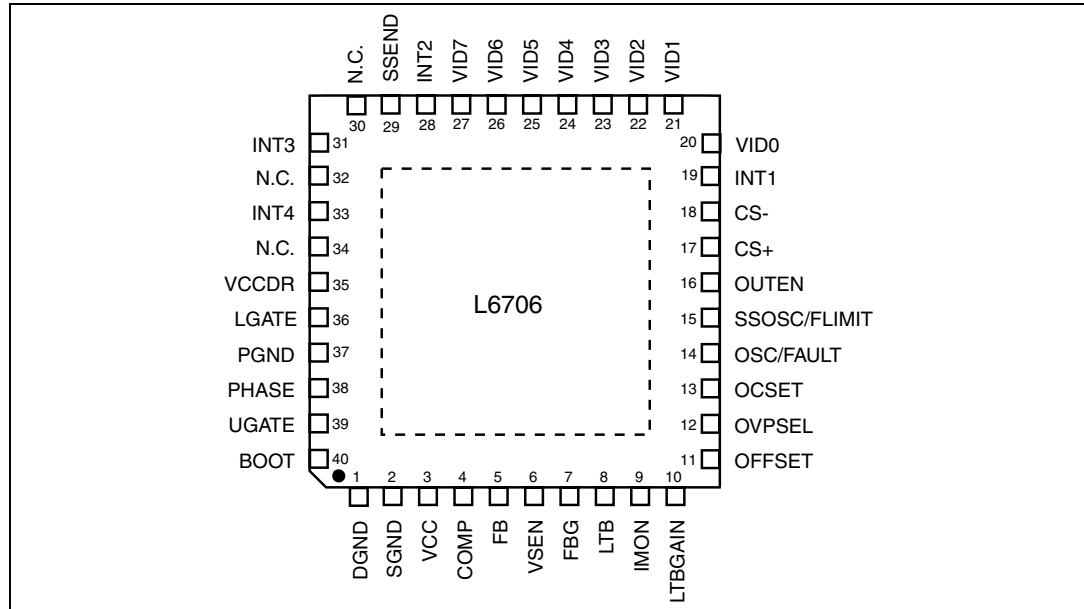 N.C.
SSEND
INT2
VID7
VID6
VID5
VID4
VID3
VID2
VID1
30
29
28
27
26
25
24
23
22
21
INT3 31
N.C. 32
INT4 33
N.C. 34
VCCDR 35
LGATE 36
PGND 37
PHASE 38
UGATE 39
BOOT 40
L6706
20 VID0
19 INT1
18 CS-
17 CS+
16 OUTEN
15 SSOSC/FLIMIT
14 OSC/FAULT
13 OCSET
12 OVPSEL
11 OFFSET
1
2
3
4
5
6
7
8
9
10
DGND
SGND
VCC
COMP
FB
VSEN
FBG
LTB
IMON
LTBGAIN